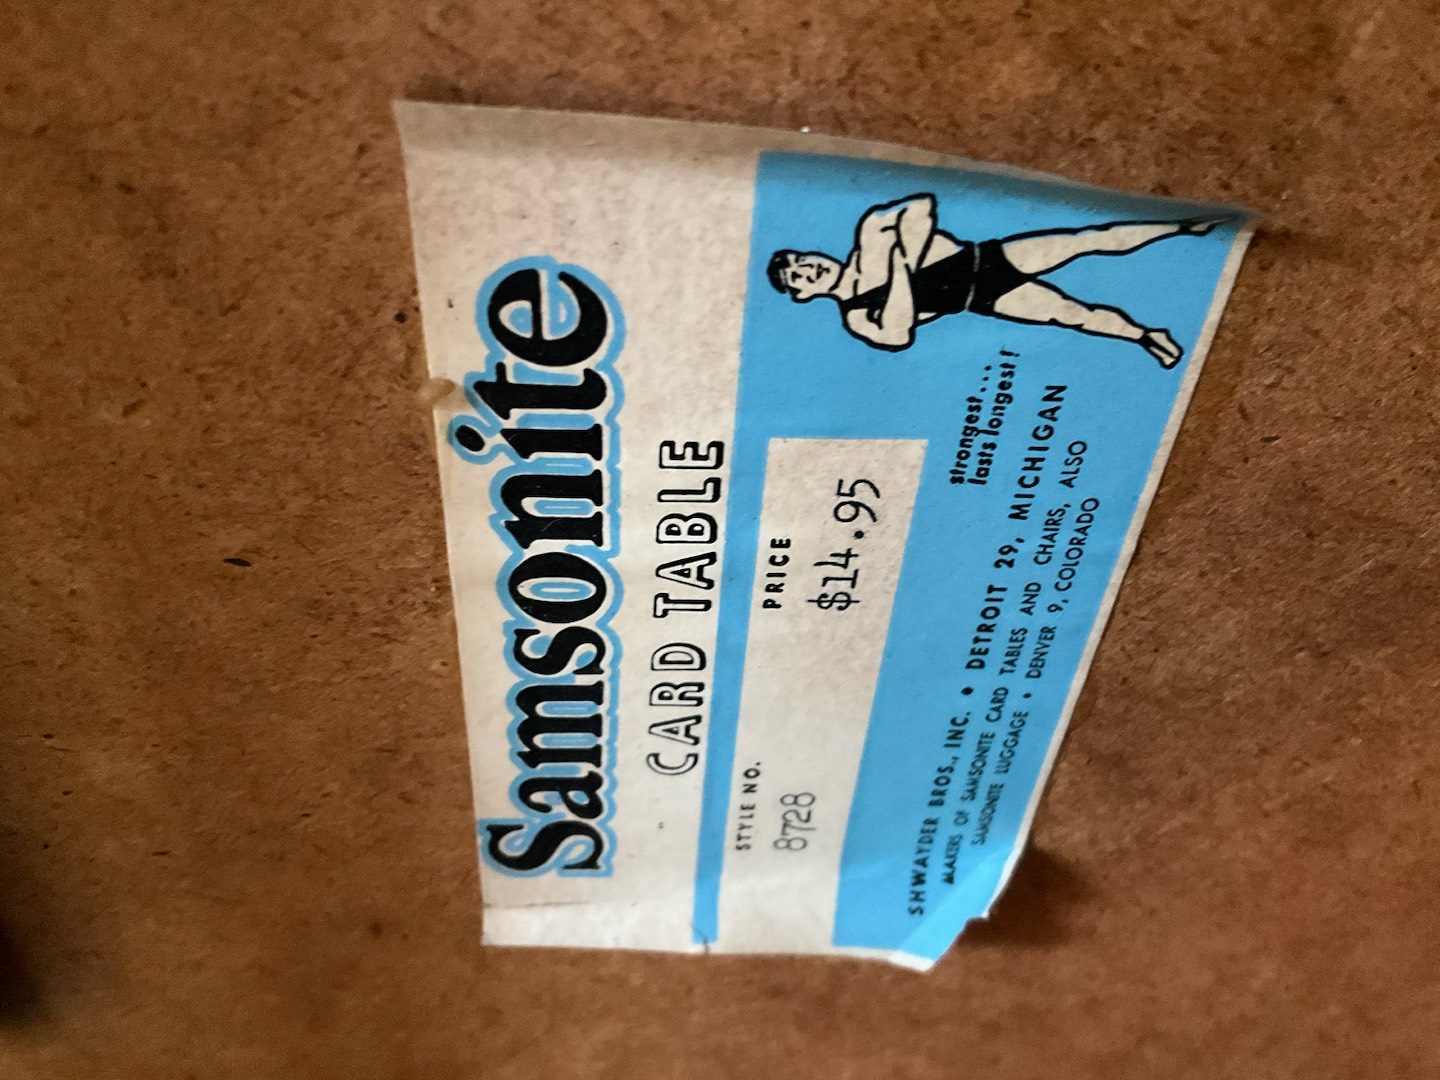 Samsonite
CARD TABLE
STYLE NO.
8728
PRICE
$14.95
strongest...
lasts longest!
SHWAYDER BROS., INC. • DETROIT 29, MICHIGAN
MAKERS OF SAMSONITE CARD TABLES AND CHAIRS, ALSO
SAMSONITE LUGGAGE • DENVER 9, COLORADO